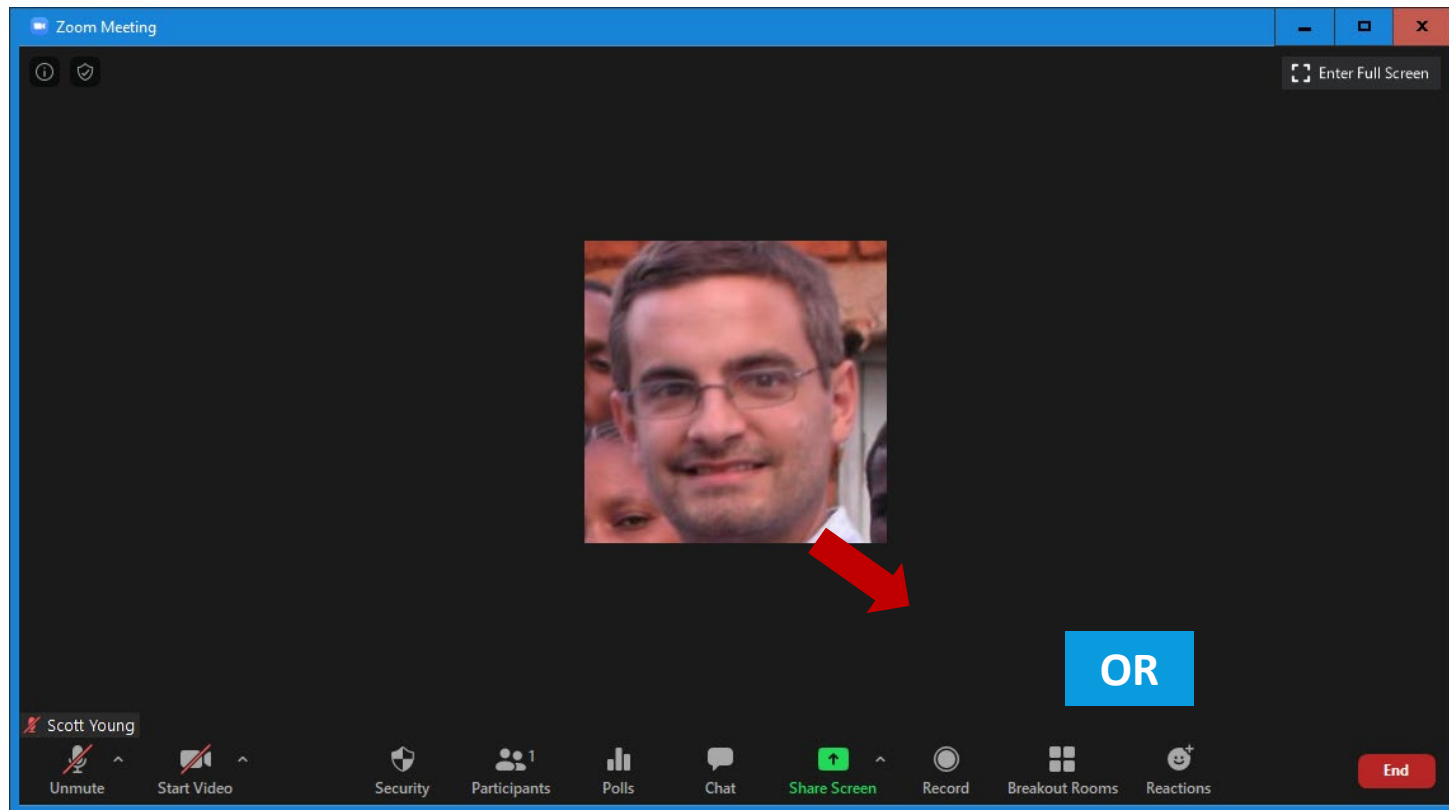 Zoom Meeting
Enter Full Screen
OR
Scott Young
1
Unmute
Start Video
Security
Participants
Polls
Chat
Share Screen
Record
Breakout Rooms
Reactions
End